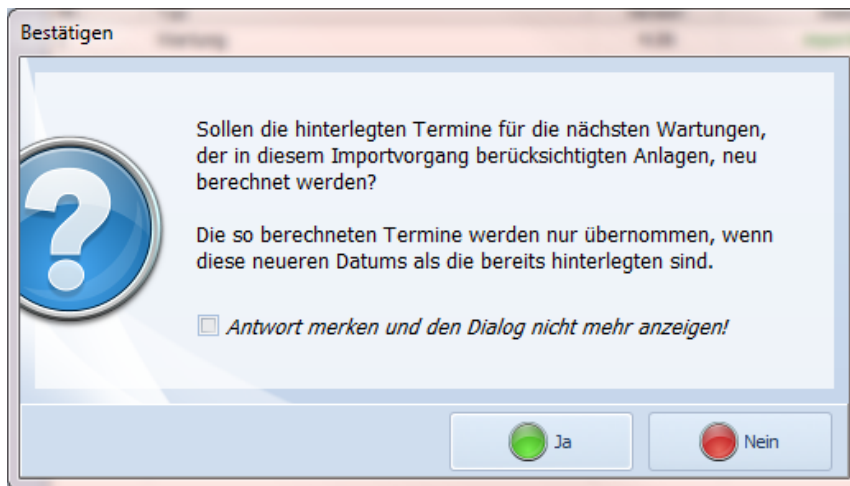 Bestätigen
Sollen die hinterlegten Termine für die nächsten Wartungen,
der in diesem Importvorgang berücksichtigten Anlagen, neu
berechnet werden?
Die so berechneten Termine werden nur übernommen, wenn
diese neueren Datums als die bereits hinterlegten sind.
Antwort merken und den Dialog nicht mehr anzeigen!
Ja
Nein